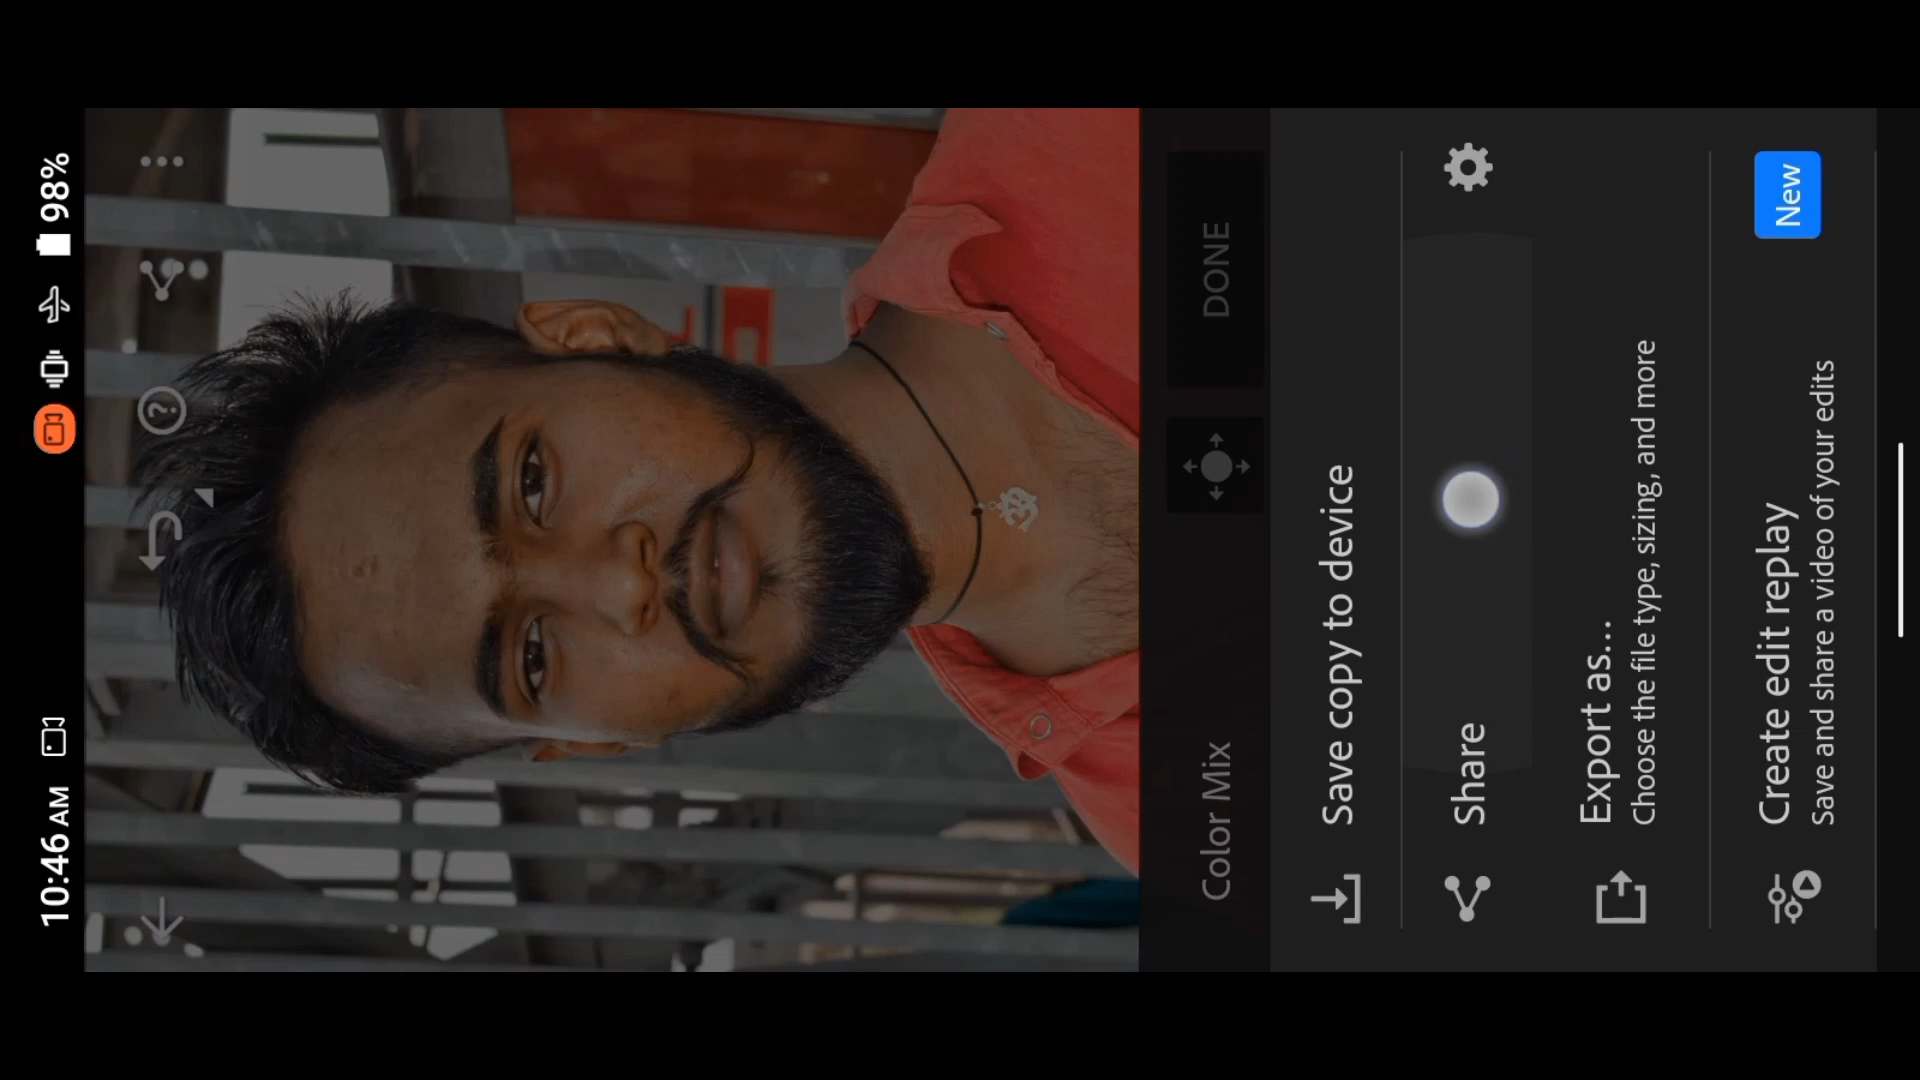 10:46 AM
98%
Color Mix
DONE
Save copy to device
Share
Export as...
Choose the file type, sizing, and more
Create edit replay
New
Save and share a video of your edits